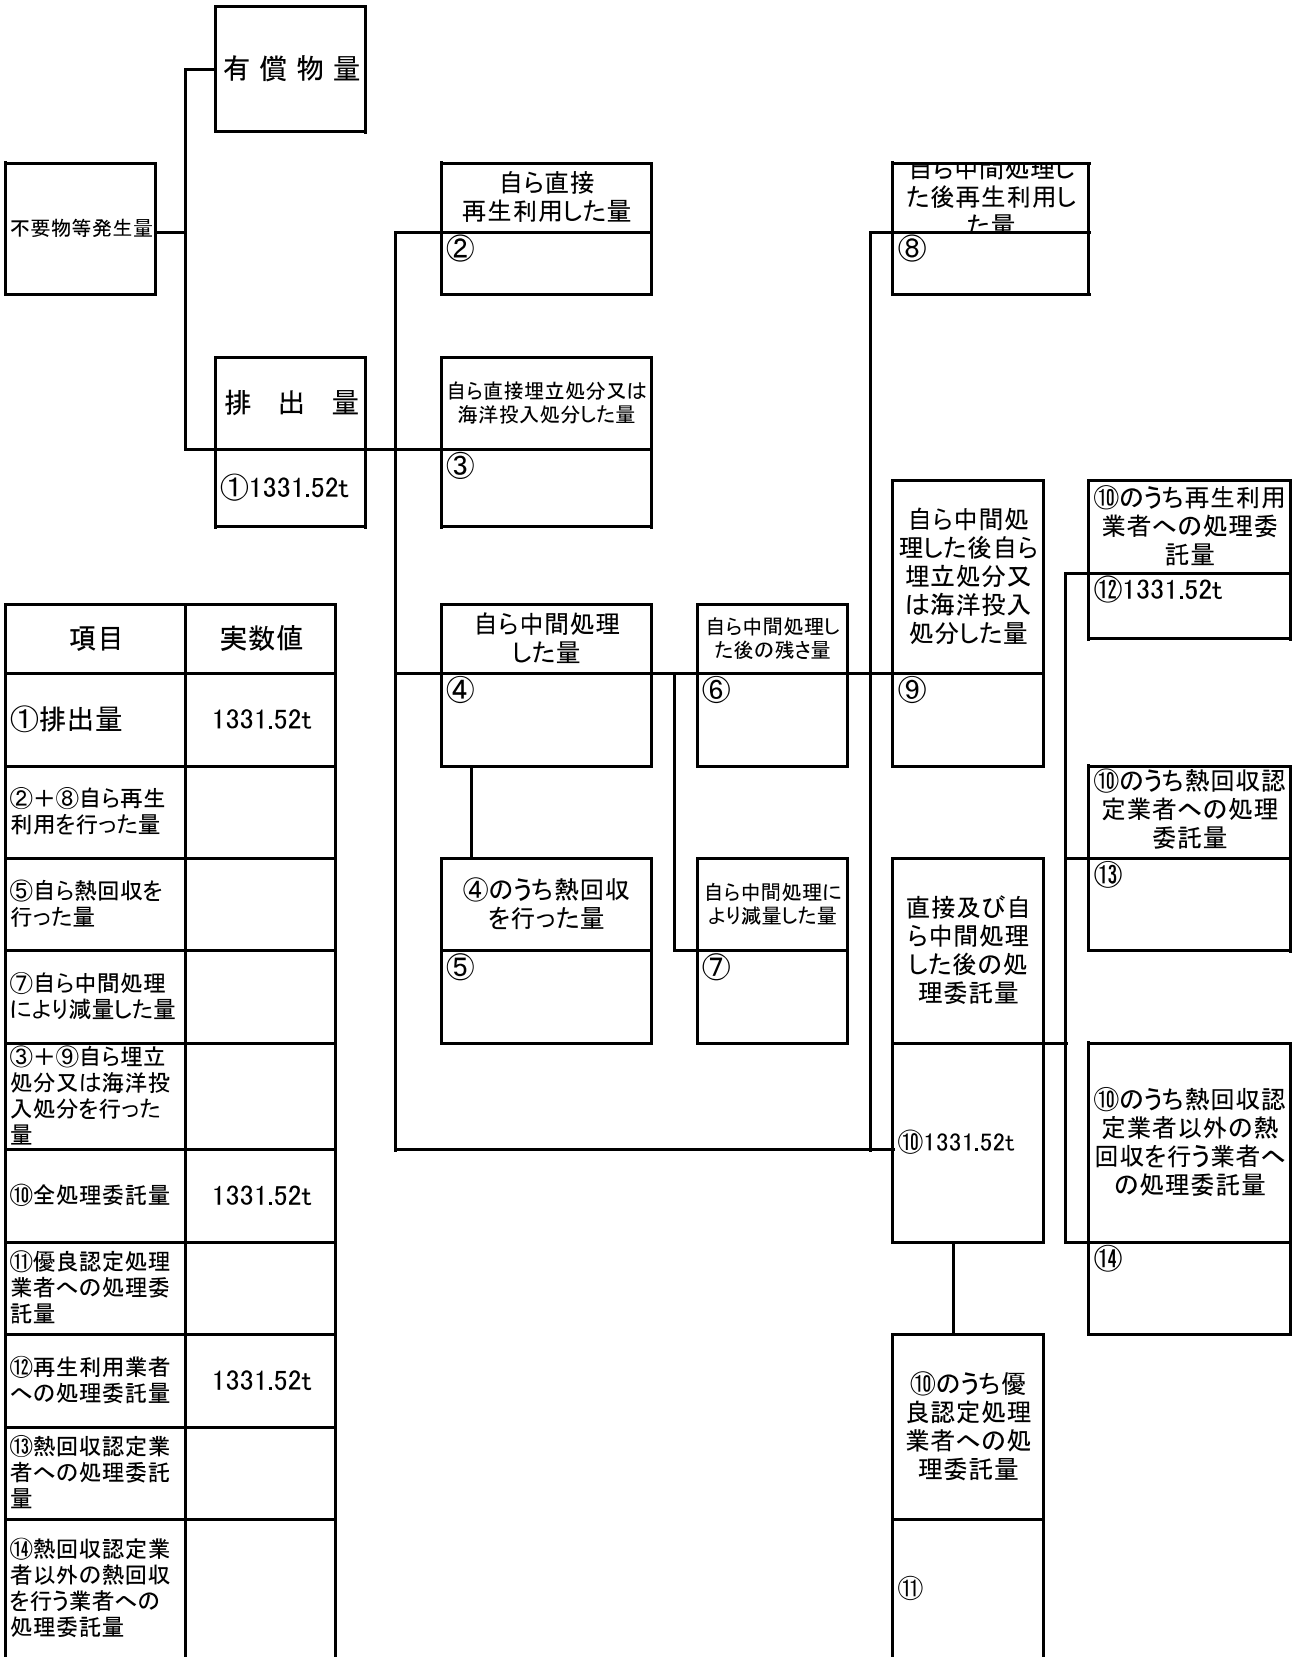 有償物量
不要物等発生量
自ら直接
再生利用した量
②
自ら中間処理し
た後再生利用し
た量
⑧
排出量
①1331.52t
自ら直接埋立処分又は
海洋投入処分した量
③
自ら中間処
理した後自ら
埋立処分又
は海洋投入
処分した量
⑨
⑩のうち再生利用
業者への処理委
託量
⑫1331.52t
自ら中間処理
した量
④
自ら中間処理し
た後の残さ量
⑥
⑩のうち熱回収認
定業者への処理
委託量
⑬
④のうち熱回収
を行った量
⑤
自ら中間処理に
より減量した量
⑦
直接及び自
ら中間処理
した後の処
理委託量
⑩1331.52t
⑩のうち熱回収認
定業者以外の熱
回収を行う業者へ
の処理委託量
⑭
⑩のうち優
良認定処理
業者への処
理委託量
⑪
項目 実数値
①排出量 1331.52t
②＋⑧自ら再生
利用を行った量
⑤自ら熱回収を
行った量
⑦自ら中間処理
により減量した量
③＋⑨自ら埋立
処分又は海洋投
入処分を行った
量
⑩全処理委託量 1331.52t
⑪優良認定処理
業者への処理委
託量
⑫再生利用業者
への処理委託量 1331.52t
⑬熱回収認定業
者への処理委託
量
⑭熱回収認定業
者以外の熱回収
を行う業者への
処理委託量